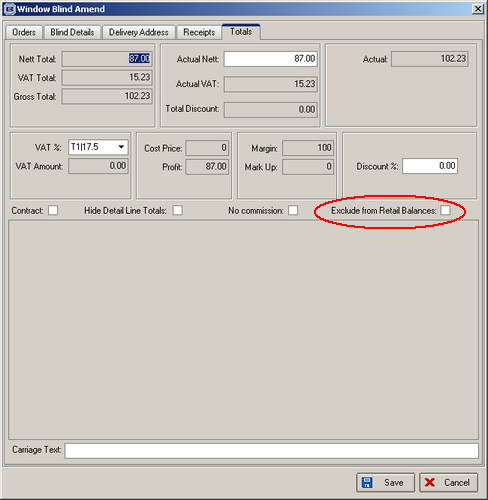 Window Blind Amend
Orders Blind Details Delivery Address Receipts Totals
Nett Total: 87.00 Actual Nett: 87.00 Actual: 102.23
VAT Total: 15.23 Actual VAT: 15.23
Gross Total: 102.23 Total Discount: 0.00
VAT %: T1|17.5 Cost Price: 0 Margin: 100 Discount %: 0.00
VAT Amount: 0.00 Profit: 87.00 Mark Up: 0
Contract: Hide Detail Line Totals: No commission: Exclude from Retail Balances:
Carriage Text:
Save Cancel